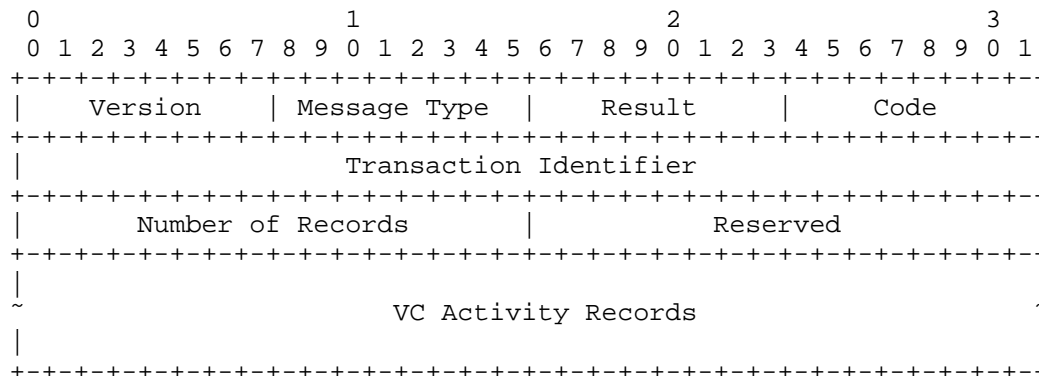 0                   1                   2                   3
 0 1 2 3 4 5 6 7 8 9 0 1 2 3 4 5 6 7 8 9 0 1 2 3 4 5 6 7 8 9 0 1
+-+-+-+-+-+-+-+-+-+-+-+-+-+-+-+-+-+-+-+-+-+-+-+-+-+-+-+-+-+-+-+--
|    Version    | Message Type  |    Result     |     Code
+-+-+-+-+-+-+-+-+-+-+-+-+-+-+-+-+-+-+-+-+-+-+-+-+-+-+-+-+-+-+-+--
|                    Transaction Identifier
+-+-+-+-+-+-+-+-+-+-+-+-+-+-+-+-+-+-+-+-+-+-+-+-+-+-+-+-+-+-+-+--
|       Number of Records       |           Reserved
+-+-+-+-+-+-+-+-+-+-+-+-+-+-+-+-+-+-+-+-+-+-+-+-+-+-+-+-+-+-+-+--
|
~                       VC Activity Records                     ~
|
+-+-+-+-+-+-+-+-+-+-+-+-+-+-+-+-+-+-+-+-+-+-+-+-+-+-+-+-+-+-+-+--